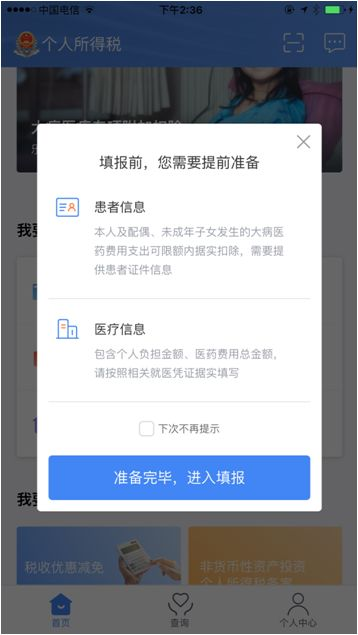 中国电信 下午2:36
个人所得税
填报前，您需要提前准备
患者信息
本人及配偶、未成年子女发生的大病医
药费用支出可限额内据实扣除，需要提
供患者证件信息
医疗信息
包含个人负担金额、医药费用总金额，
请按照相关就医凭证据实填写
下次不再提示
准备完毕，进入填报
我要
税收优惠减免
非货币性资产投资
个人所得税备案
首页 查询 个人中心